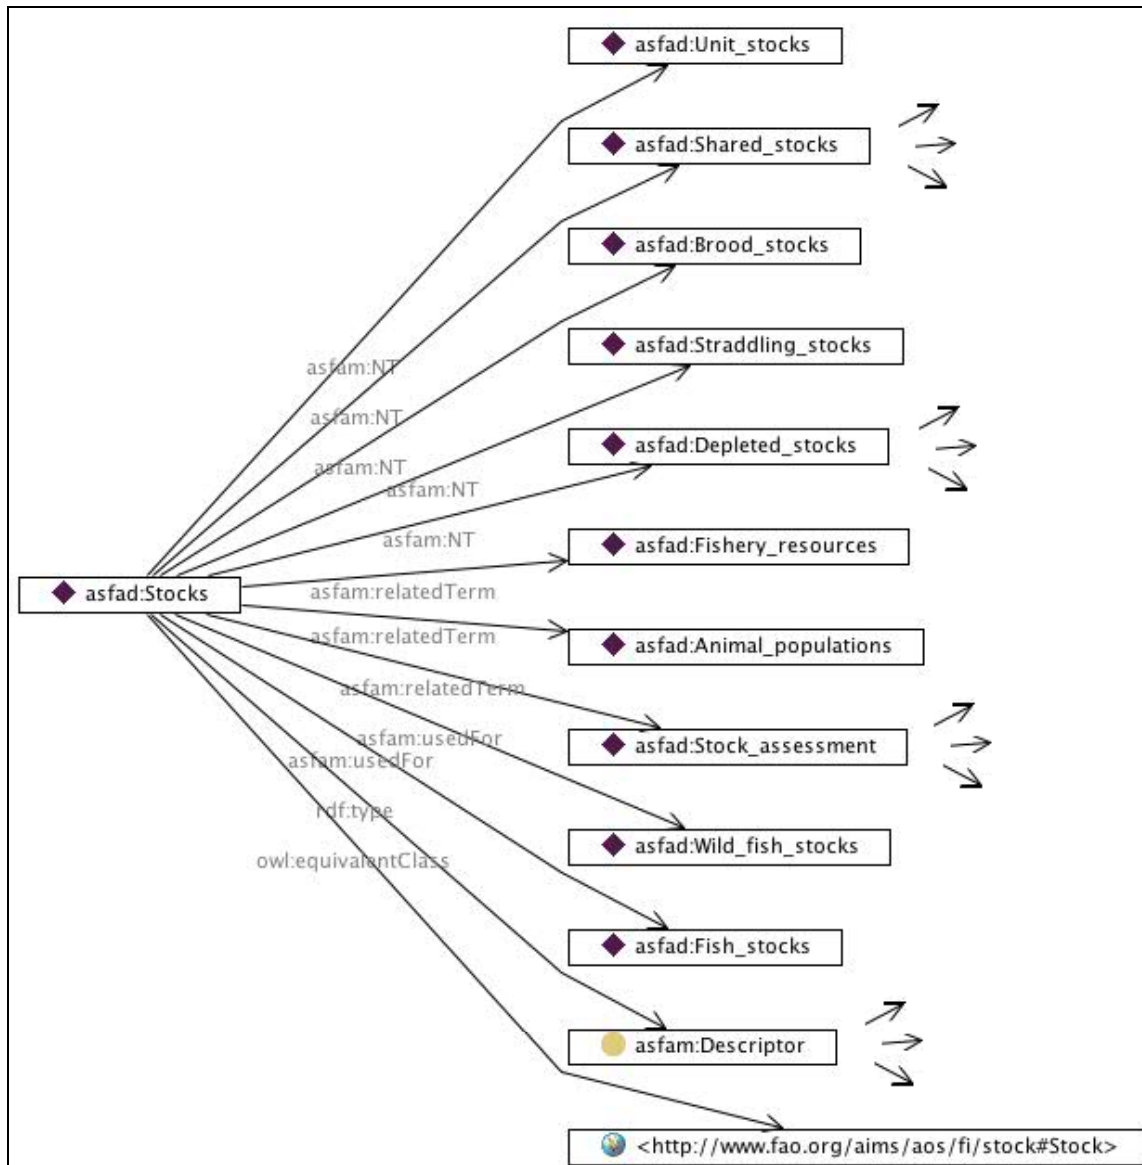 asfad:Unit_stocks
asfad:Shared_stocks
asfad:Brood_stocks
asfad:Straddling_stocks
asfam:NT
asfam:NT
asfad:Depleted_stocks
asfam:NT
asfam:NT
asfam:NT
asfad:Fishery_resources
asfad:Stocks
asfam:relatedTerm
asfam:relatedTerm
asfad:Animal_populations
asfam:relatedTerm
asfam:usedFor
asfad:Stock_assessment
asfam:usedFor
rdf:type
asfad:Wild_fish_stocks
owl:equivalentClass
asfad:Fish_stocks
asfam:Descriptor
<http://www.fao.org/aims/aos/fi/stock#Stock>